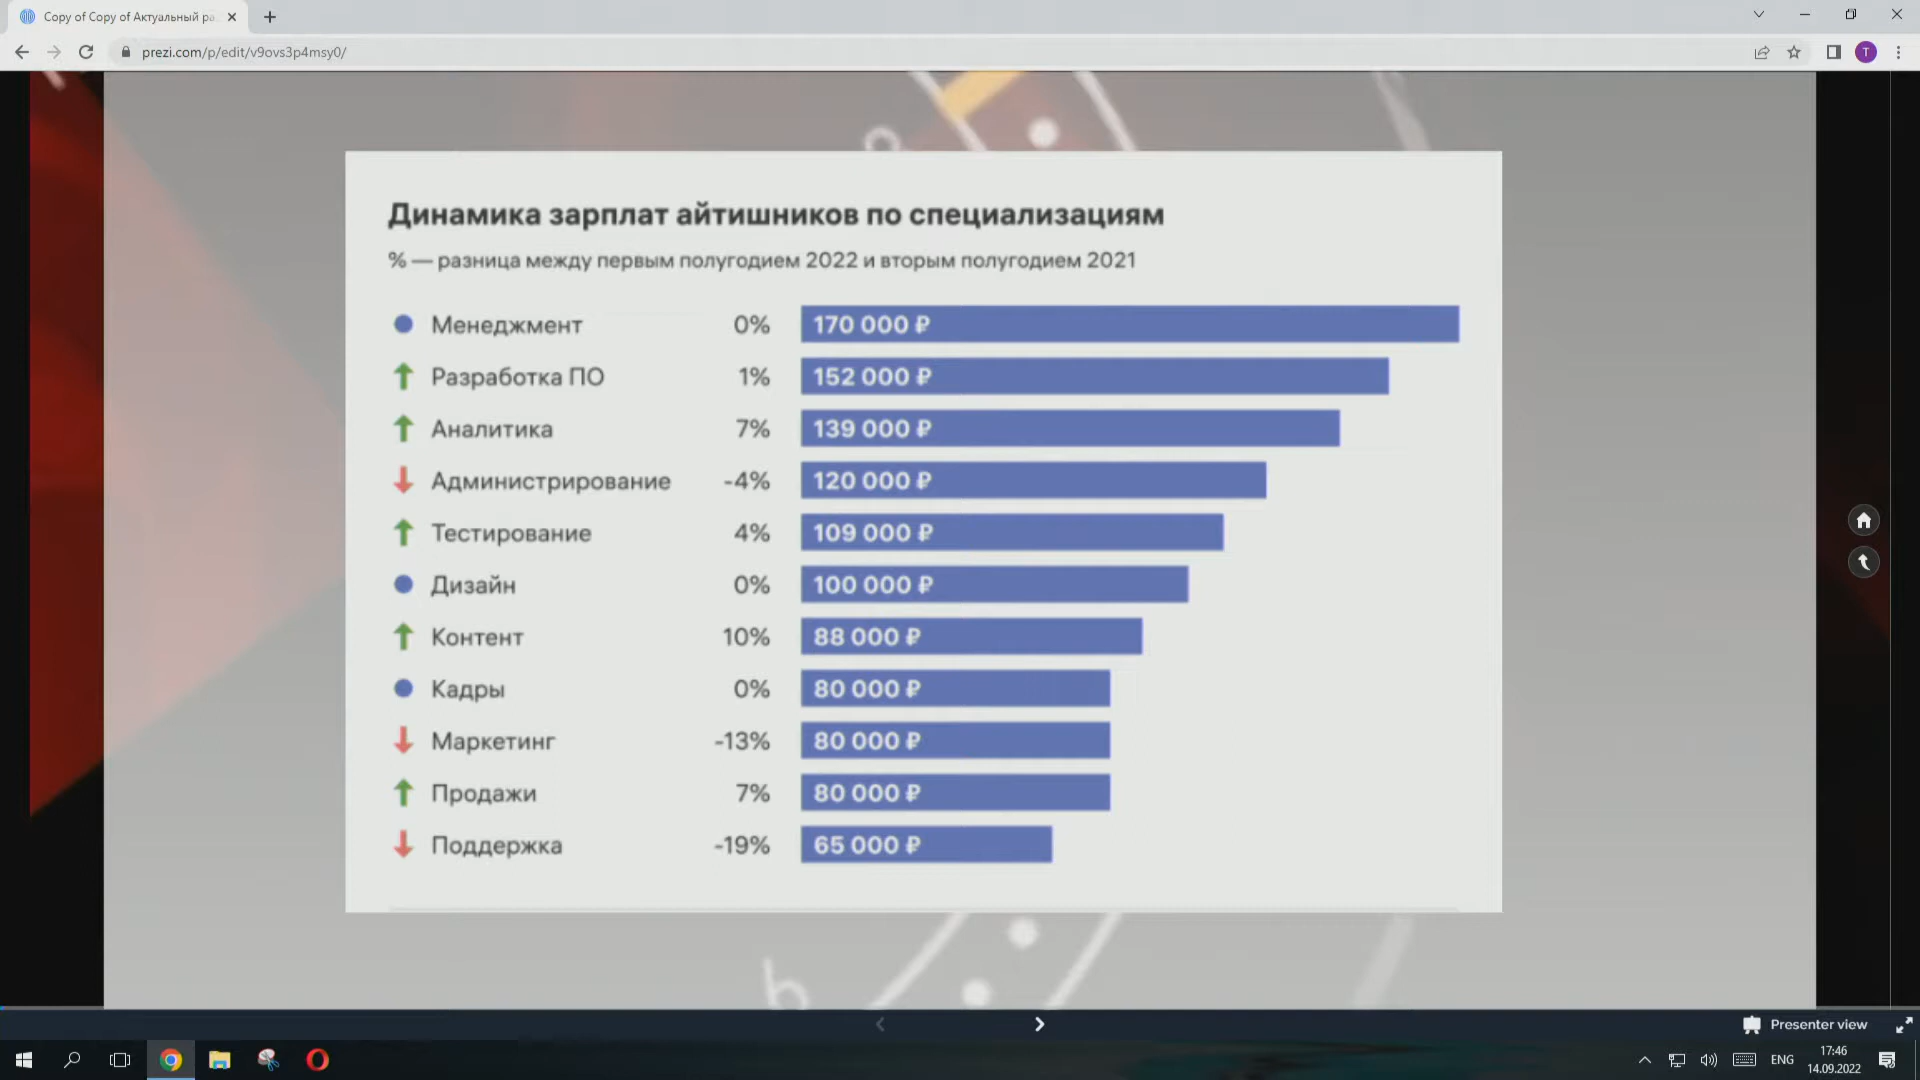 Copy of Copy of Актуальный ра
prezi.com/p/edit/v9ovs3p4msy0/
T
Динамика зарплат айтишников по специализациям
% — разница между первым полугодием 2022 и вторым полугодием 2021
Менеджмент 0% 170 000 ₽
Разработка ПО 1% 152 000 ₽
Аналитика 7% 139 000 ₽
Администрирование -4% 120 000 ₽
Тестирование 4% 109 000 ₽
Дизайн 0% 100 000 ₽
Контент 10% 88 000 ₽
Кадры 0% 80 000 ₽
Маркетинг -13% 80 000 ₽
Продажи 7% 80 000 ₽
Поддержка -19% 65 000 ₽
Presenter view
ENG
17:46
14.09.2022